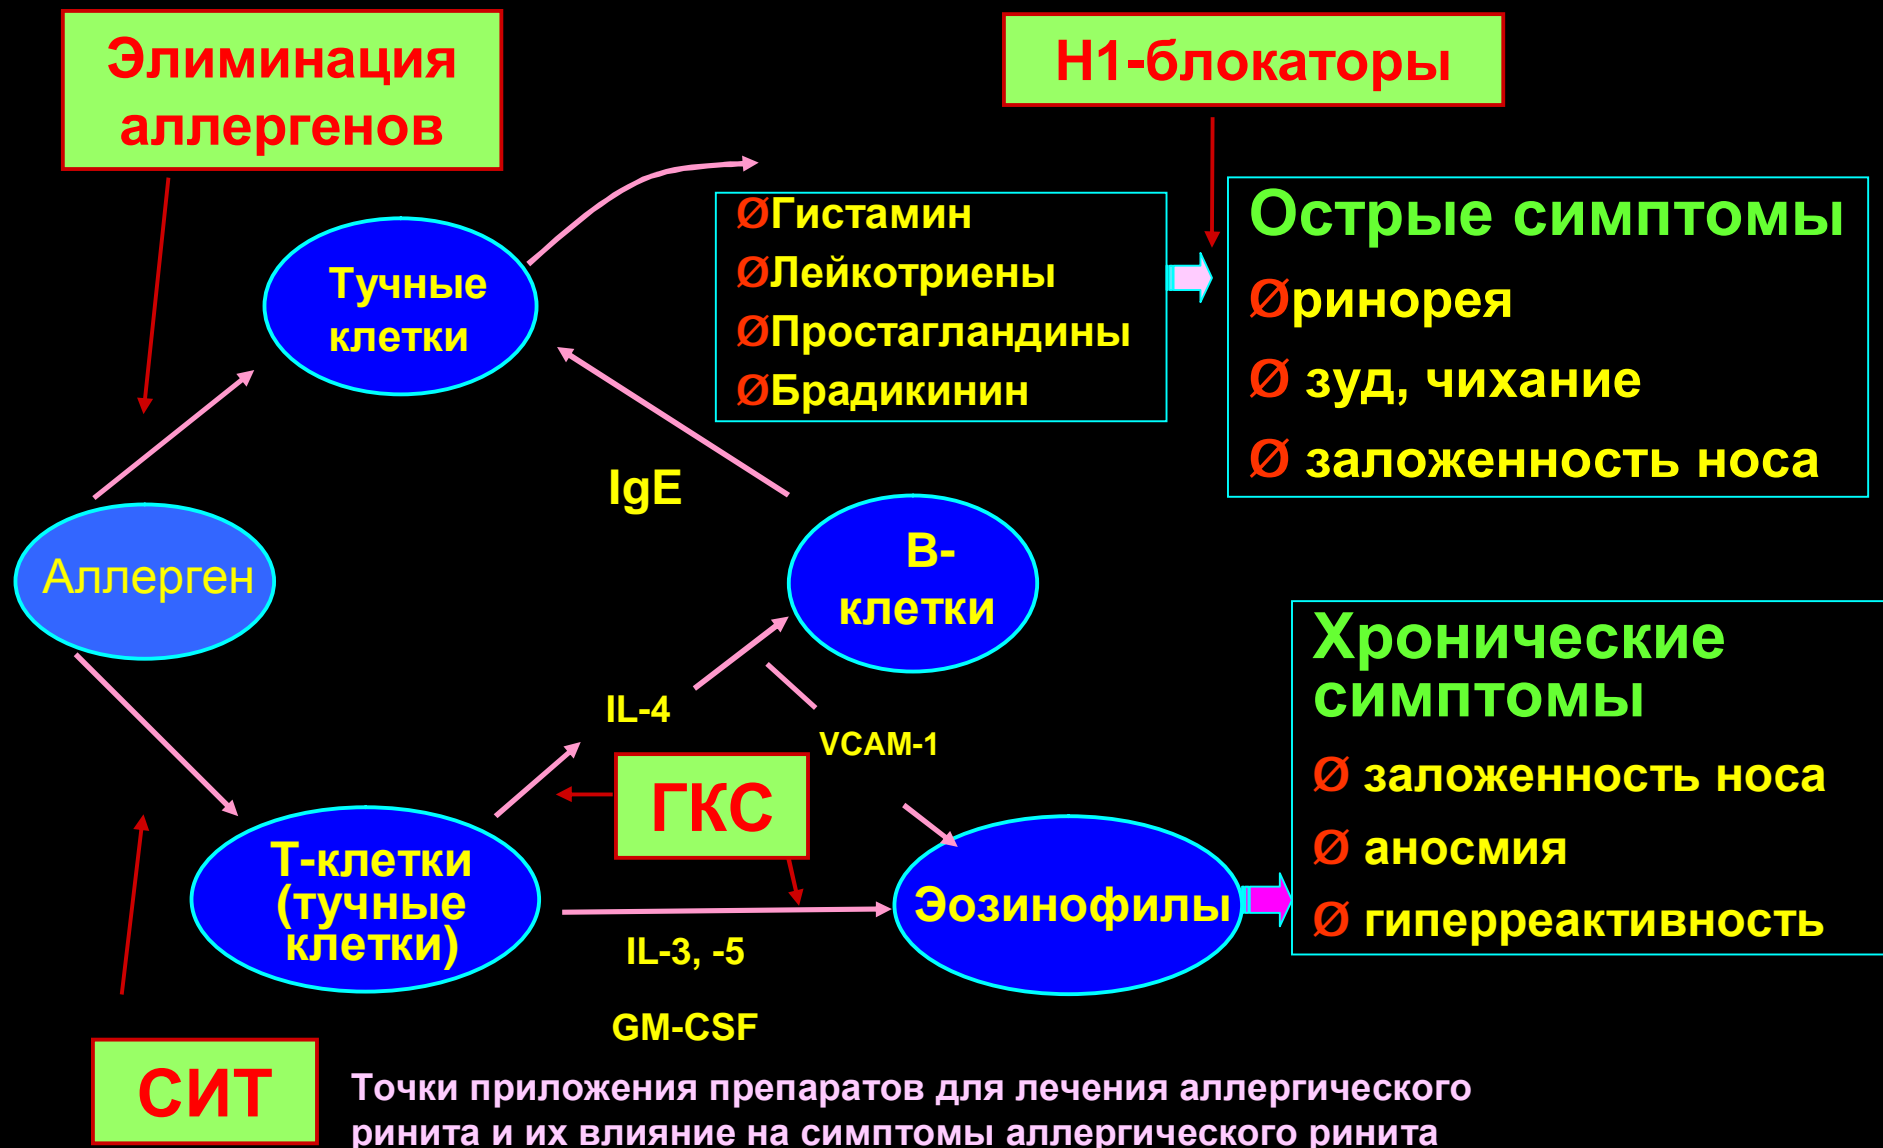 Элиминация
аллергенов
Н1-блокаторы
Тучные
клетки
ØГистамин
ØЛейкотриены
ØПростагландины
ØБрадикинин
Острые симптомы
Øринорея
Ø зуд, чихание
Ø заложенность носа
IgE
Аллерген
В-
клетки
IL-4
VCAM-1
ГКС
Т-клетки
(тучные
клетки)
Эозинофилы
IL-3, -5
GM-CSF
Хронические
симптомы
Ø заложенность носа
Ø аносмия
Ø гиперреактивность
СИТ
Точки приложения препаратов для лечения аллергического
ринита и их влияние на симптомы аллергического ринита